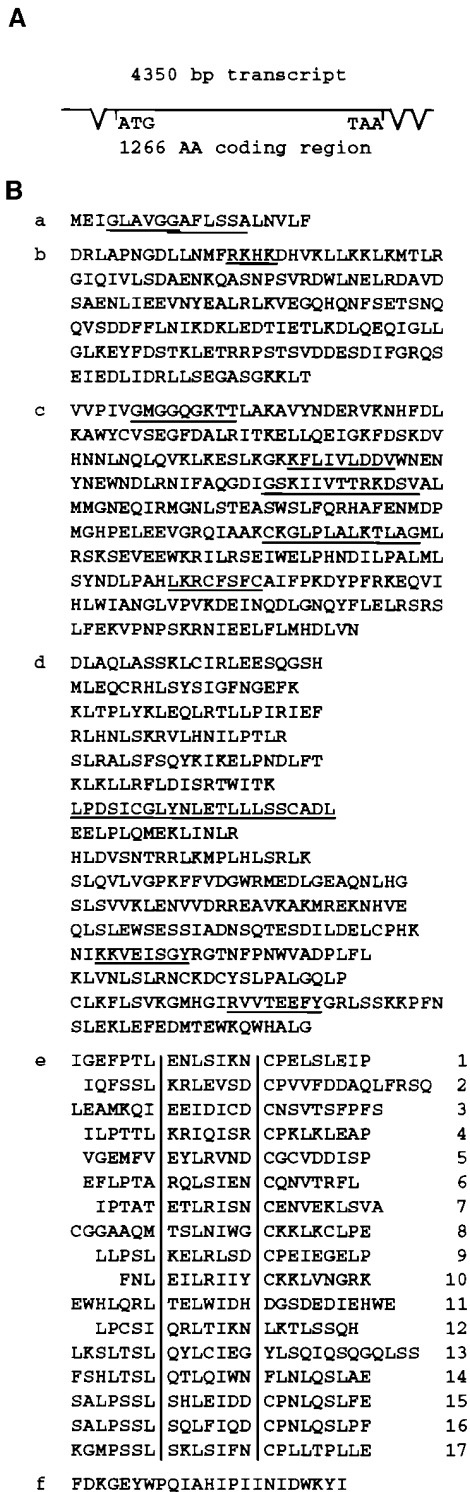 A
4350 bp transcript
ATG TAA
1266 AA coding region
B
a MEIGLAVGGAFLSSALNVLF
b DRLAPNGDLLNMFRKHKDHVKLLKKLKMTLR
GIQIVLSDAENKQASNPSVRDWLNELRDAVD
SAENLIEEVNYEALRLKVEGQHQNFSETSNQ
QVSDDFFLNIKDKLEDTIETLKDLQEQIGLL
GLKEYFDSTKLETRRPSTSVDDESDIFGRQS
EIEDLIDRLLSEGASGKKLT
c VVPIVGMGGQGKTTLAKAVYNDERVKNHFDL
KAWYCVSEGFDALRITKELLQEIGKFDSKDV
HNNLNQLQVKLKESLKGKKFLIVLDDVWNEN
YNEWNDLRNIFAQGDIGSKIIVTTRKDSVAL
MMGNEQIRMGNLSTEASWSLFQRHAFENMDP
MGHPELEEVGRQIAAKCKGLPLALKTLAGML
RSKSEVEEWKRILRSEIWELPHNDILPALML
SYNDLPAHLKRCFSFCAIFPKDYPFRKEQVI
HLWIANGLVPVKDEINQDLGNQYFLELRSRS
LFEKVPNPSKRNIEELFLMHDLVN
d DLAQLASSKLCIRLEESQGSH
MLEQCRHLSYSIGFNGEFK
KLTPLYKLEQLRTLLPIRIEF
RLHNLSKRVLHNILPTLR
SLRALSFSQYKIKELPNDLFT
KLKLLRFLDISRTWITK
LPDSICGLYNLETLLLSSCADL
EELPLQMEKLINLR
HLDVSNTRRLKMPLHLSRLK
SLQVLVGPKFFVDGWRMEDLGEAQNLHG
SLSVVKLENVVDRREAVKAKMREKNHVE
QLSLEWSESSIADNSQTESDILDELCPHK
NIKKVEISGYRGTNFPNWVADPLFL
KLVNLSLRNCKDCYSLPALGQLP
CLKFLSVKGMHGIRVVTEEFYGRLSSKKPFN
SLEKLEFEDMTEWKQWHALG
e IGEFPTL ENLSIKN CPELSLEIP 1
IQFSSL KRLEVSD CPVVFDDAQLFRSQ 2
LEAMKQI EEIDICD CNSVTSFPFS 3
ILPTTL KRIQISR CPKLKLEAP 4
VGEMFV EYLRVND CGCVDDISP 5
EFLPTA RQLSIEN CQNVTRFL 6
IPTAT ETLRISN CENVEKLSVA 7
CGGAAQM TSLNIWG CKKLKCLPE 8
LLPSL KELRLSD CPEIEGELP 9
FNL EILRIIY CKKLVNGRK 10
EWHLQRL TELWIDH DGSDEDIEHWE 11
LPCSI QRLTIKN LKTLSSQH 12
LKSLTSL QYLCIEG YLSQIQSQGQLSS 13
FSHLTSL QTLQIWN FLNLQSLAE 14
SALPSSL SHLEIDD CPNLQSLFE 15
SALPSSL SQLFIQD CPNLQSLPF 16
KGMPSSL SKLSIFN CPLLTPLLE 17
f FDKGEYWPQIAHIPIINIDWKYI